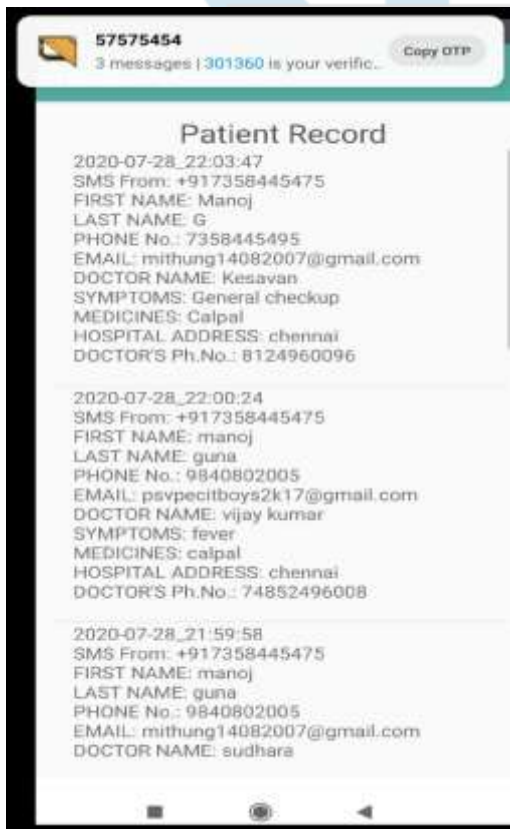 57575454
3 messages | 301360 is your verific..
Copy OTP
Patient Record
2020-07-28_22:03:47
SMS From: +917358445475
FIRST NAME: Manoj
LAST NAME: G
PHONE No.: 7358445495
EMAIL: mithung14082007@gmail.com
DOCTOR NAME: Kesavan
SYMPTOMS: General checkup
MEDICINES: Calpal
HOSPITAL ADDRESS: chennai
DOCTOR'S Ph.No.: 8124960096
2020-07-28_22:00:24
SMS From: +917358445475
FIRST NAME: manoj
LAST NAME: guna
PHONE No.: 9840802005
EMAIL: psvpecitboys2k17@gmail.com
DOCTOR NAME: vijay kumar
SYMPTOMS: fever
MEDICINES: calpal
HOSPITAL ADDRESS: chennai
DOCTOR'S Ph.No.: 74852496008
2020-07-28_21:59:58
SMS From: +917358445475
FIRST NAME: manoj
LAST NAME: guna
PHONE No.: 9840802005
EMAIL: mithung14082007@gmail.com
DOCTOR NAME: sudhara